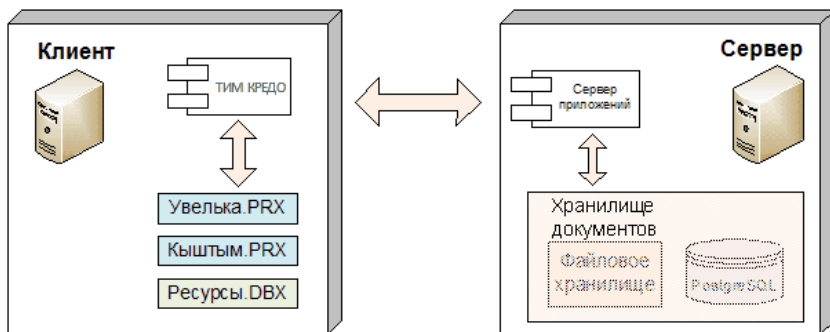 Клиент
ТИМ КРЕДО
Увелька.PRX
Кыштым.PRX
Ресурсы.DBX
Сервер
Сервер
приложений
Хранилище
документов
Файловое
хранилище
PostgreSQL